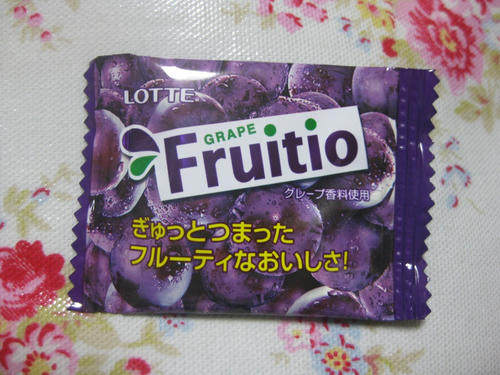 LOTTE
GRAPE
Fruitio
グレープ香料使用
ぎゅっとつまった
フルーティなおいしさ!